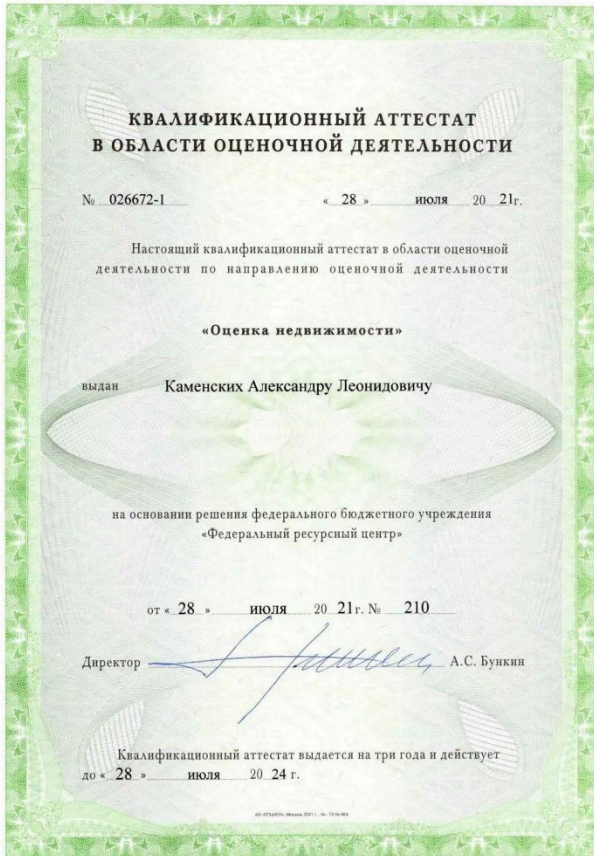 КВАЛИФИКАЦИОННЫЙ АТТЕСТАТ
В ОБЛАСТИ ОЦЕНОЧНОЙ ДЕЯТЕЛЬНОСТИ
№ 026672-1 « 28 » июля 20 21г.
Настоящий квалификационный аттестат в области оценочной
деятельности по направлению оценочной деятельности
«Оценка недвижимости»
выдан Каменских Александру Леонидовичу
на основании решения федерального бюджетного учреждения
«Федеральный ресурсный центр»
от « 28 » июля 20 21г. № 210
Директор А.С. Бункин
Квалификационный аттестат выдается на три года и действует
до « 28 » июля 20 24 г.